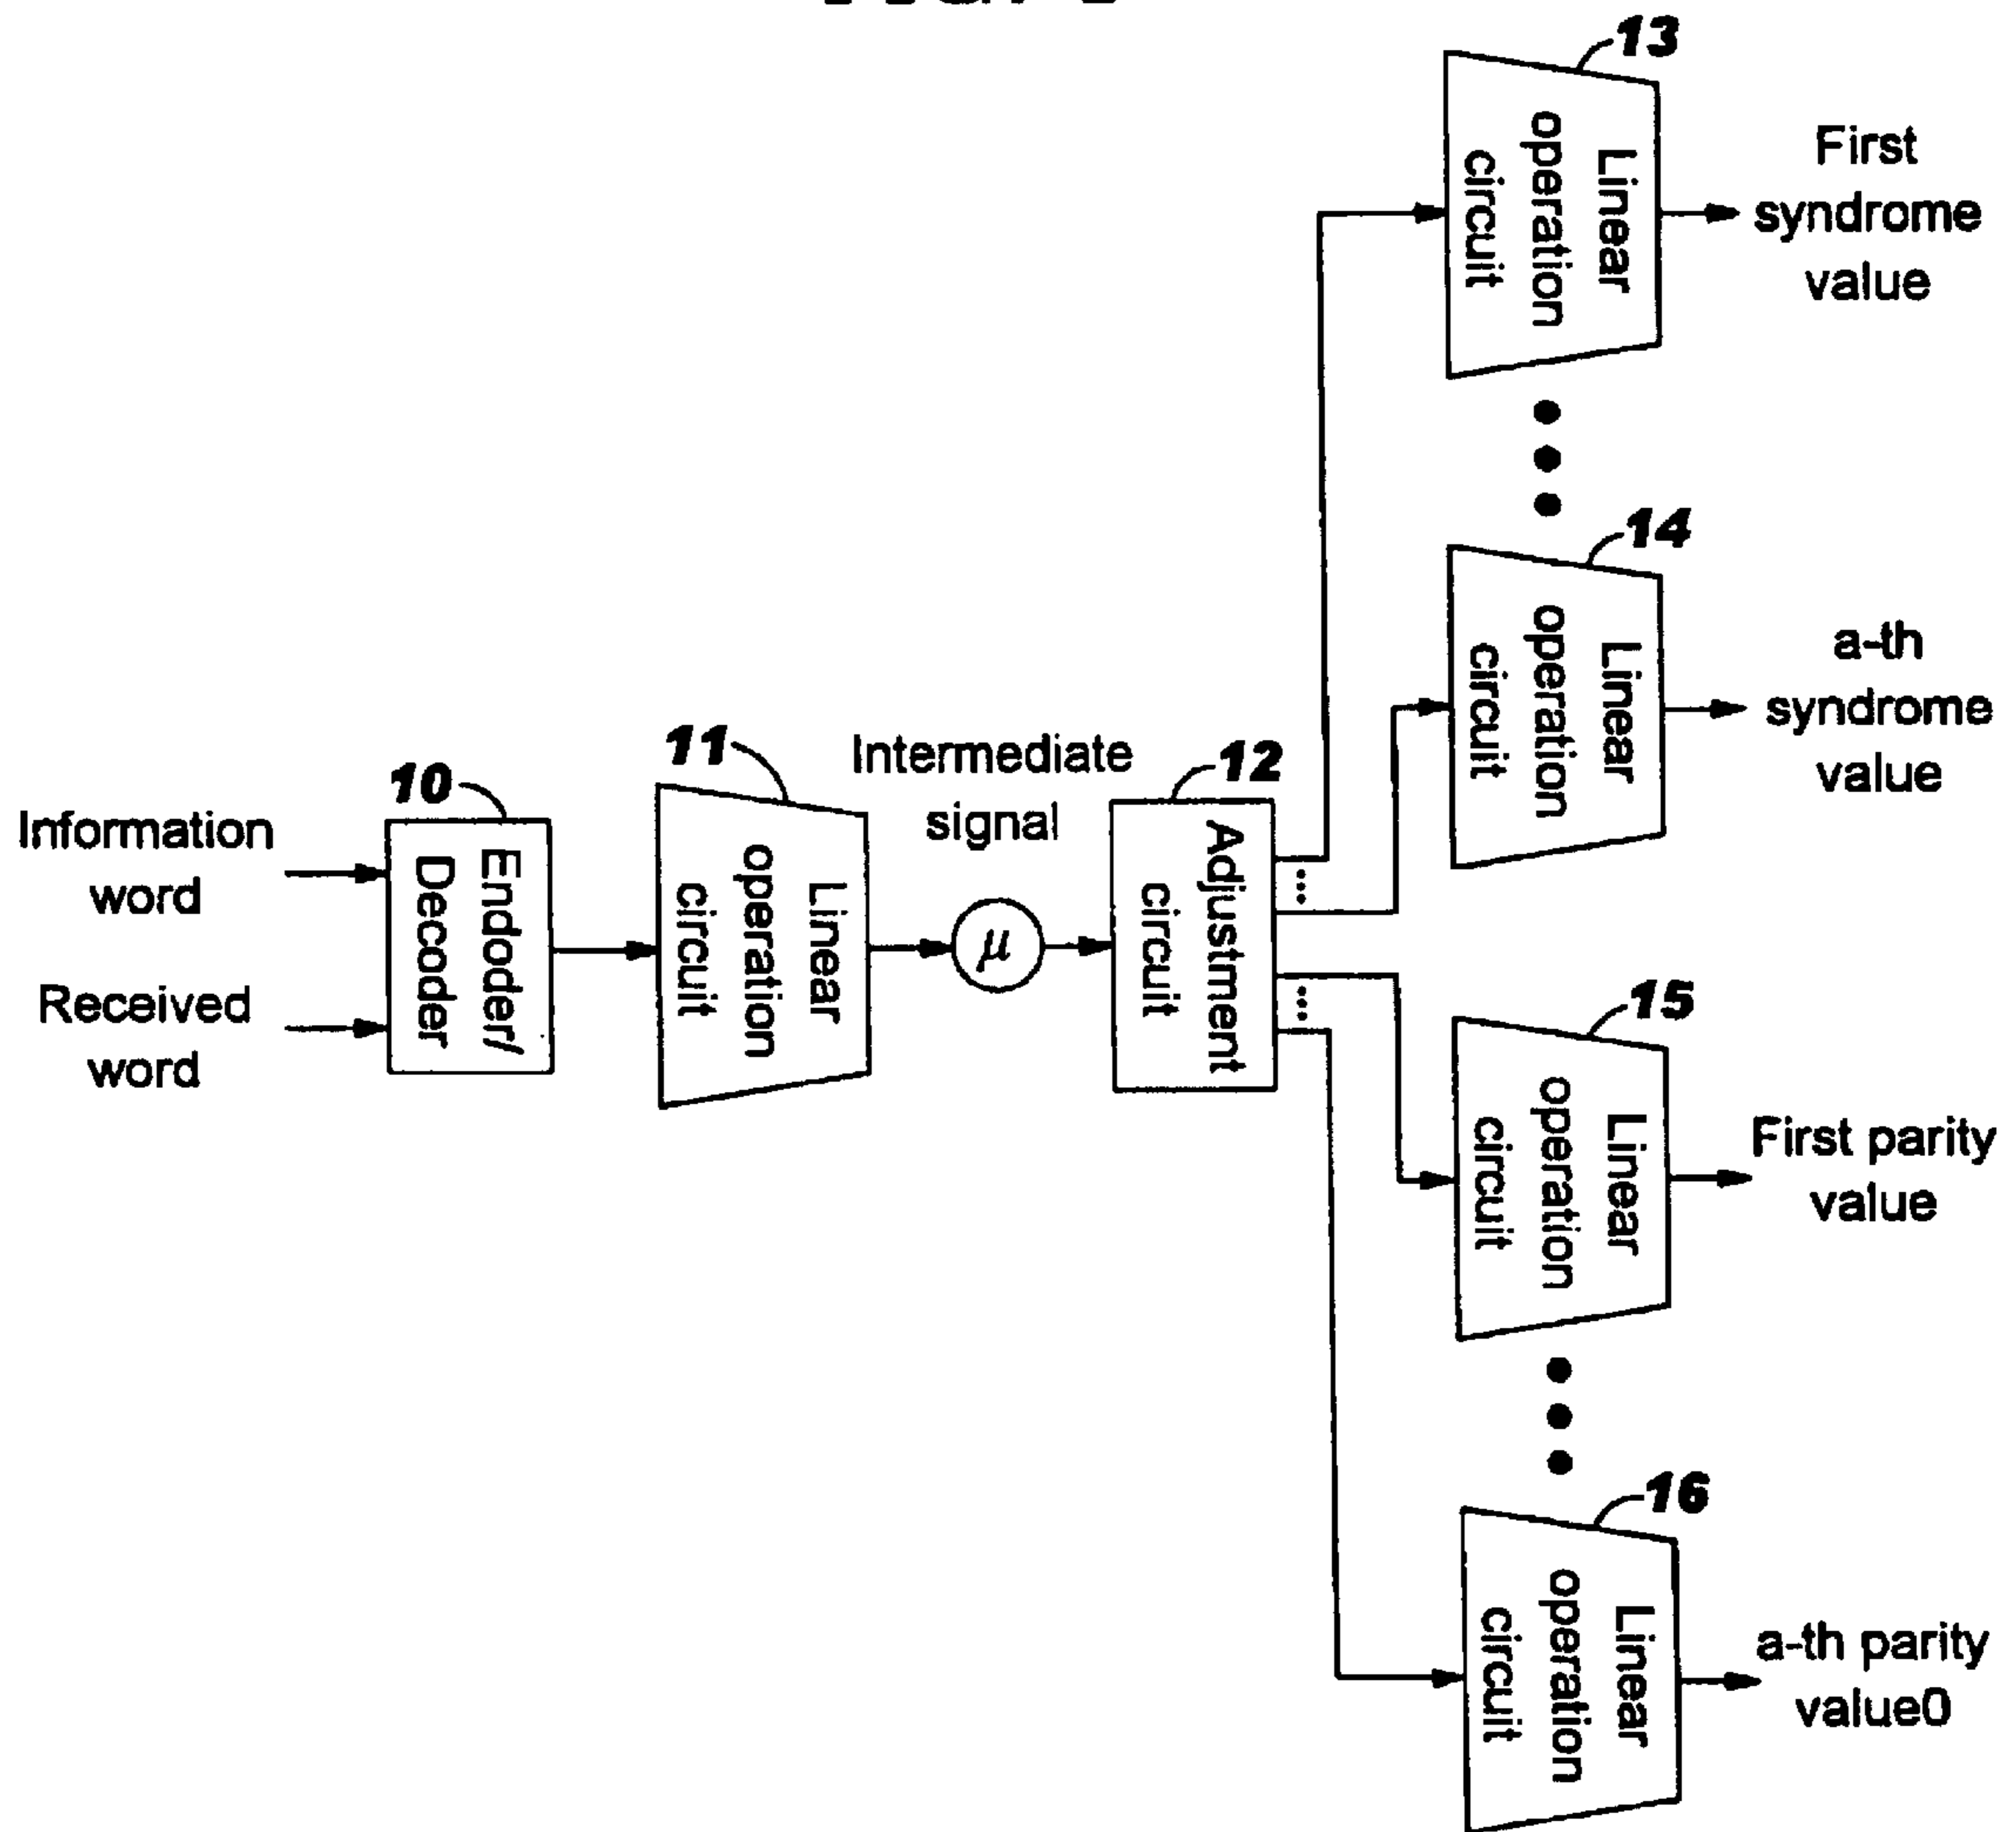 13
Linear
operation
circuit
First
syndrome
value
14
Linear
operation
circuit
a-th
syndrome
value
Information
word
Received
word
10
Endoder/
Decoder
11
Linear
operation
circuit
Intermediate
signal
μ
12
Adjustment
circuit
15
Linear
operation
circuit
First parity
value
16
Linear
operation
circuit
a-th parity
value0